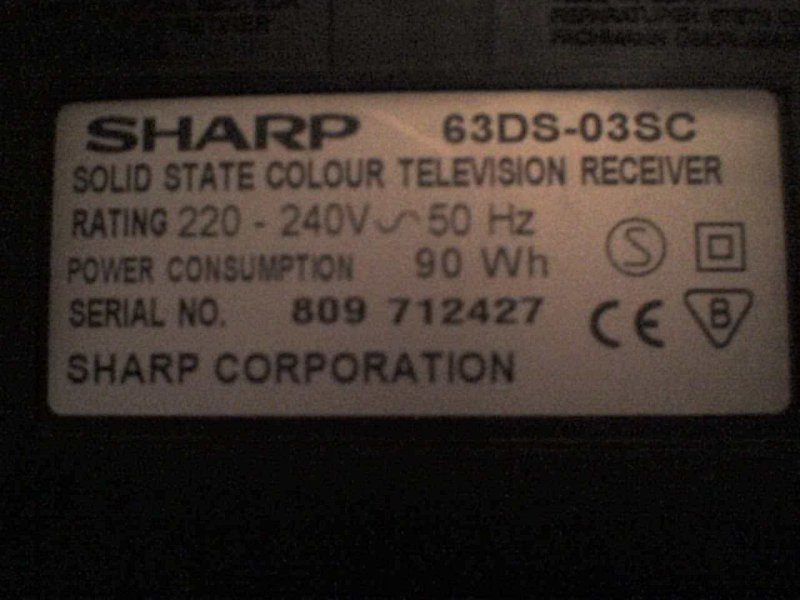 SHARP 63DS-03SC
SOLID STATE COLOUR TELEVISION RECEIVER
RATING 220 - 240V~50 Hz
POWER CONSUMPTION 90 Wh
SERIAL NO. 809 712427
SHARP CORPORATION
S
CE B